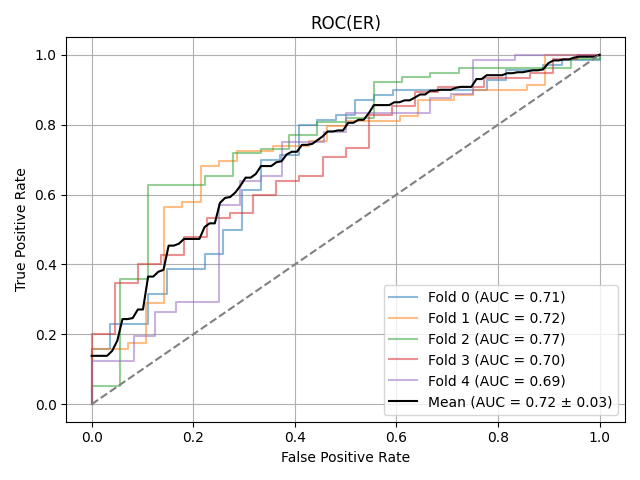 ROC(ER)
1.0
0.8
0.6
0.4
0.2
0.0
True Positive Rate
Fold 0 (AUC = 0.71)
Fold 1 (AUC = 0.72)
Fold 2 (AUC = 0.77)
Fold 3 (AUC = 0.70)
Fold 4 (AUC = 0.69)
Mean (AUC = 0.72 ± 0.03)
0.0 0.2 0.4 0.6 0.8 1.0
False Positive Rate